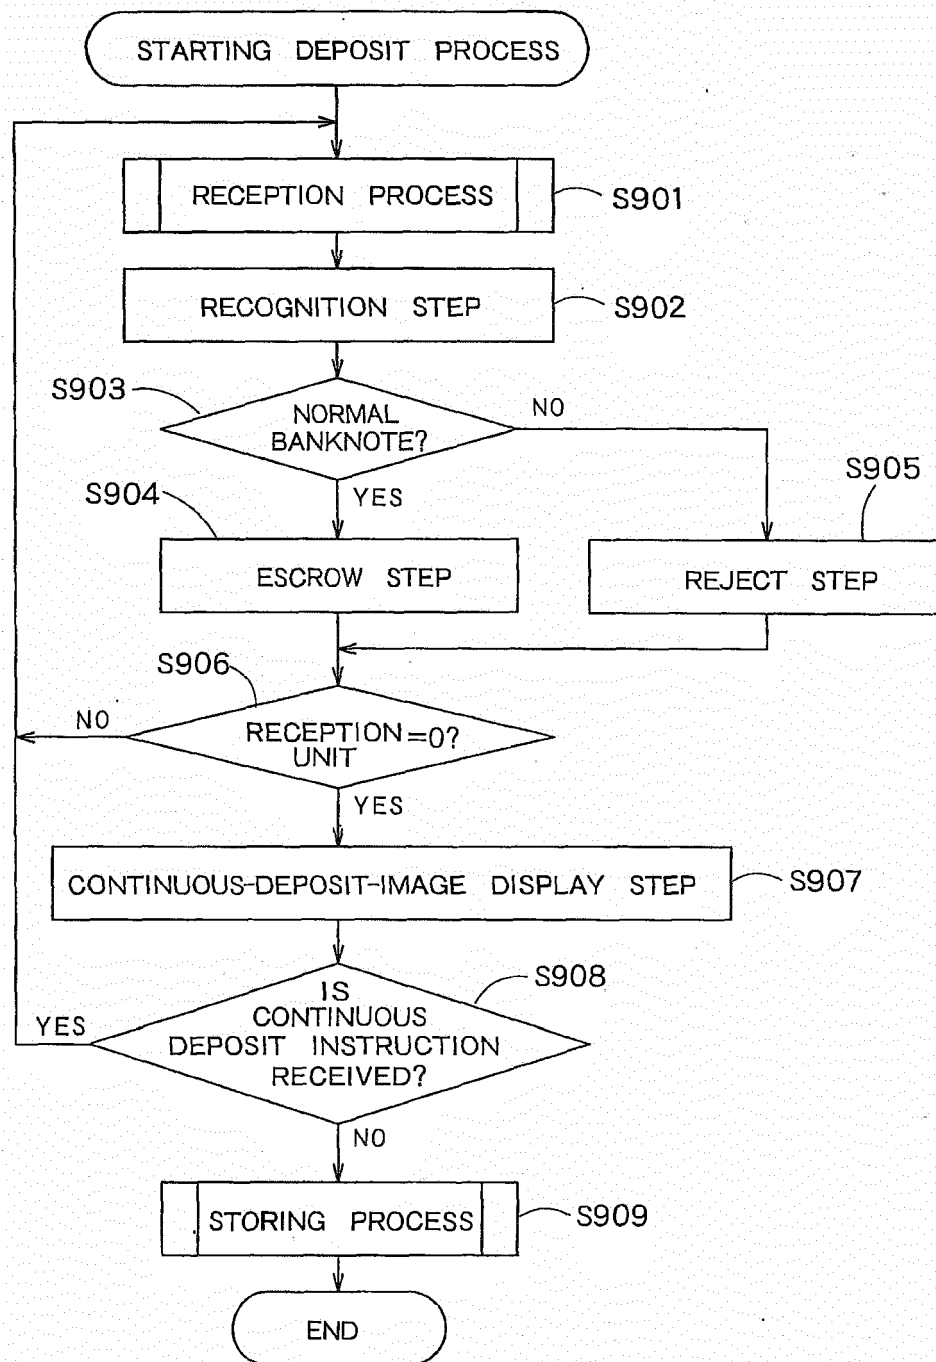 STARTING DEPOSIT PROCESS
RECEPTION PROCESS
S901
RECOGNITION STEP
S902
S903
NORMAL
BANKNOTE?
NO
YES
S904
S905
ESCROW STEP
REJECT STEP
S906
NO
RECEPTION =0?
UNIT
YES
CONTINUOUS-DEPOSIT-IMAGE DISPLAY STEP
S907
S908
IS
CONTINUOUS
DEPOSIT INSTRUCTION
RECEIVED?
YES
NO
STORING PROCESS
S909
END